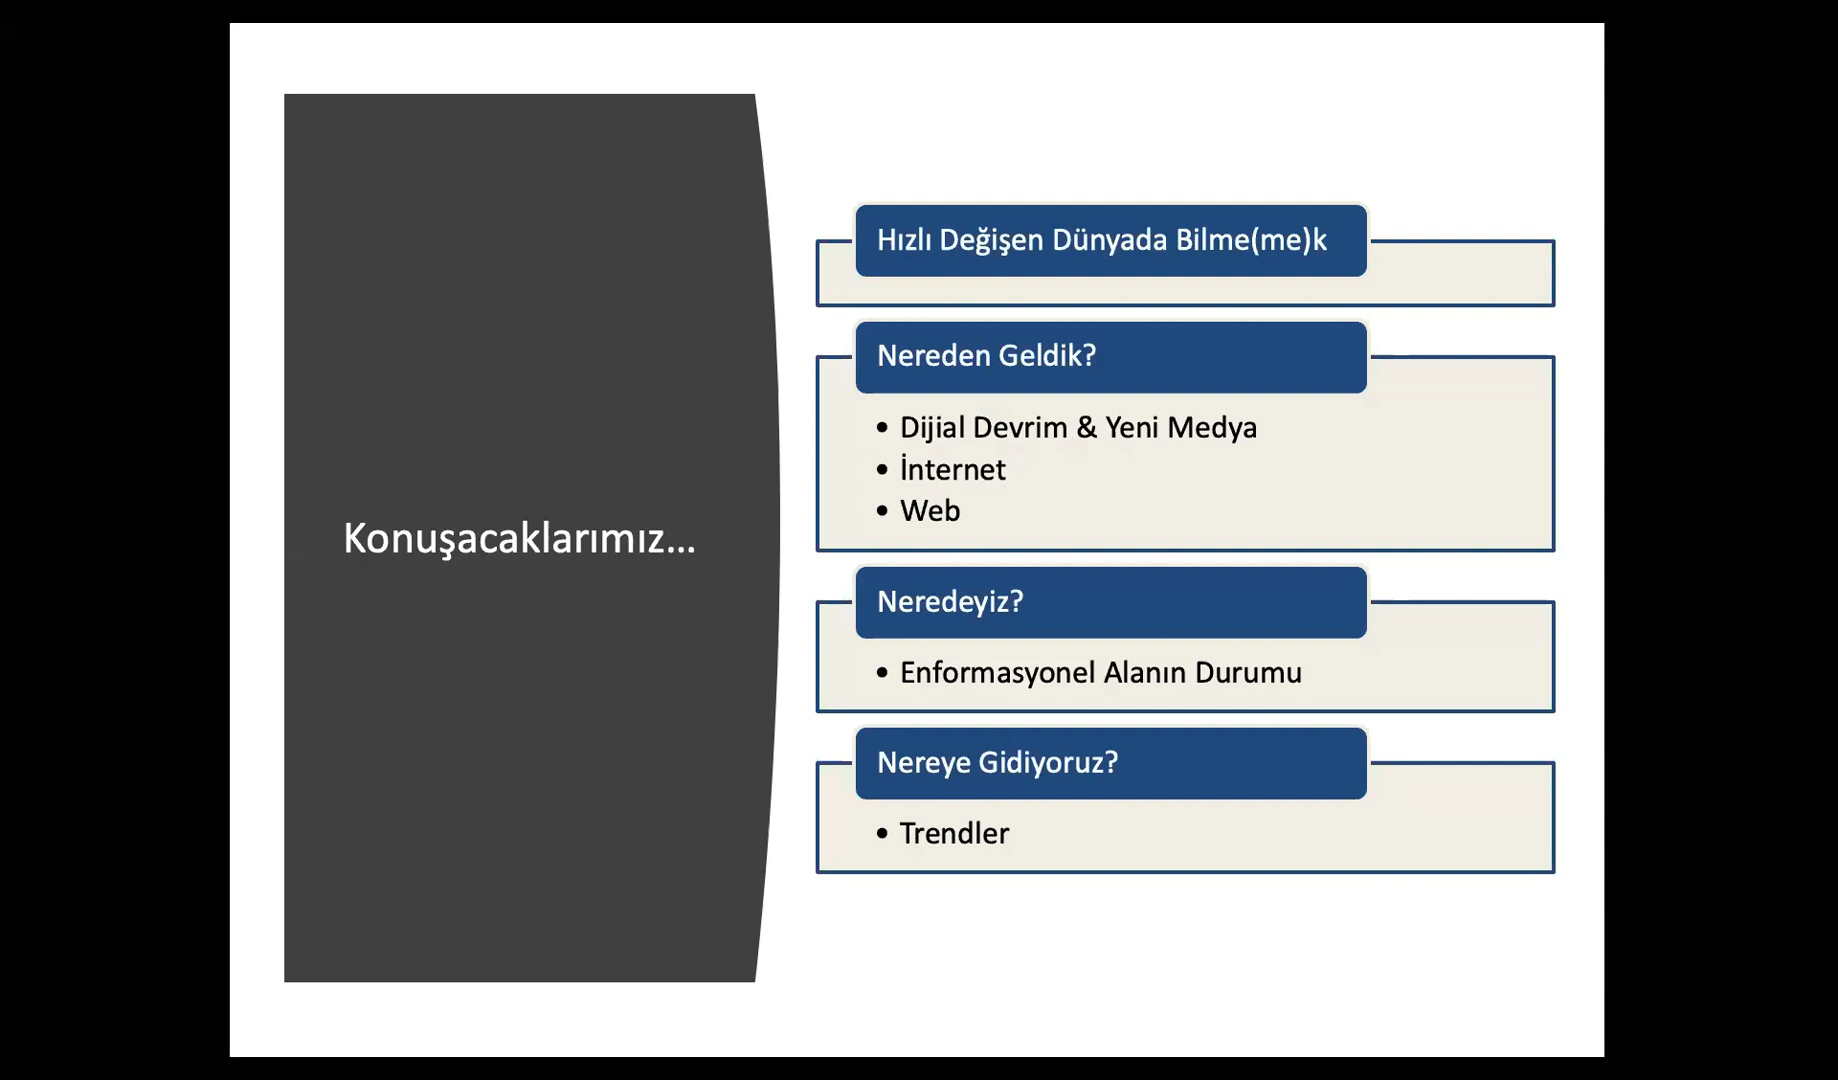 Konuşacaklarımız...
Hızlı Değişen Dünyada Bilme(me)k
Nereden Geldik?
• Dijial Devrim & Yeni Medya
• İnternet
• Web
Neredeyiz?
• Enformasyonel Alanın Durumu
Nereye Gidiyoruz?
• Trendler